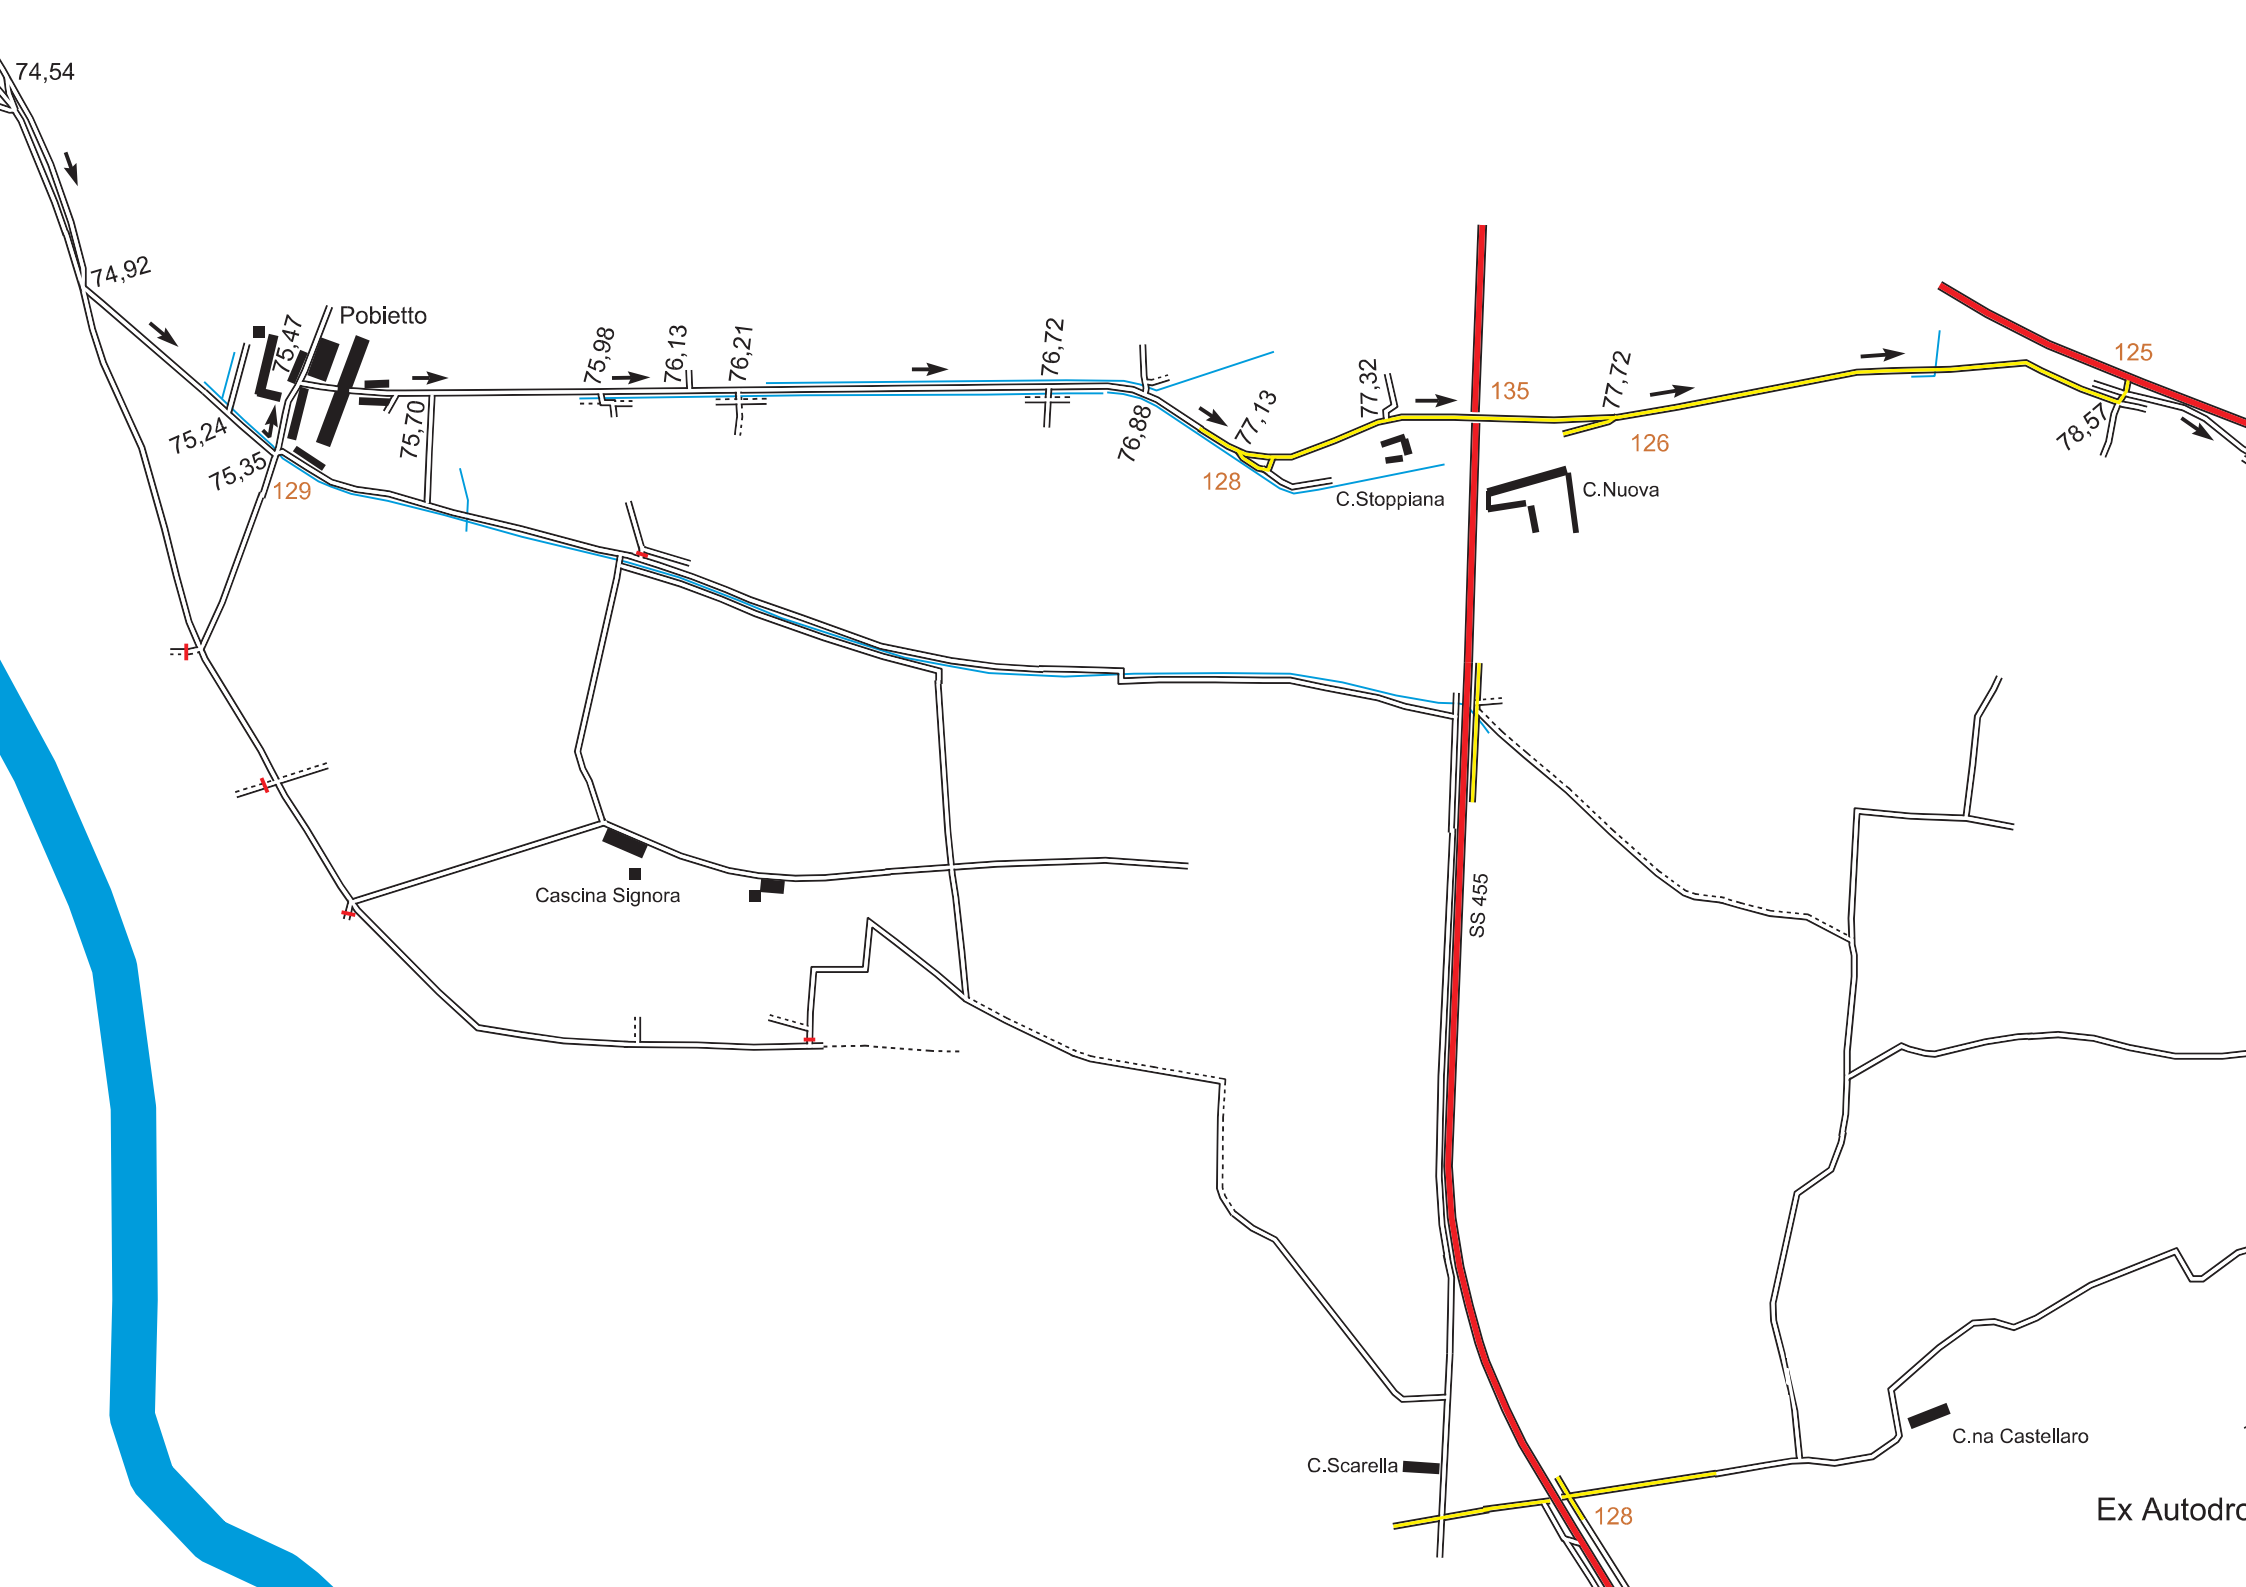 74,54
74,92
Pobietto
75,47
75,98
76,13
76,21
76,72
77,32
77,72
125
135
75,24
75,35
75,70
76,88
77,13
126
78,57
129
128
C.Stoppiana
C.Nuova
Cascina Signora
SS 455
C.na Castellaro
C.Scarella
128
Ex Autodro